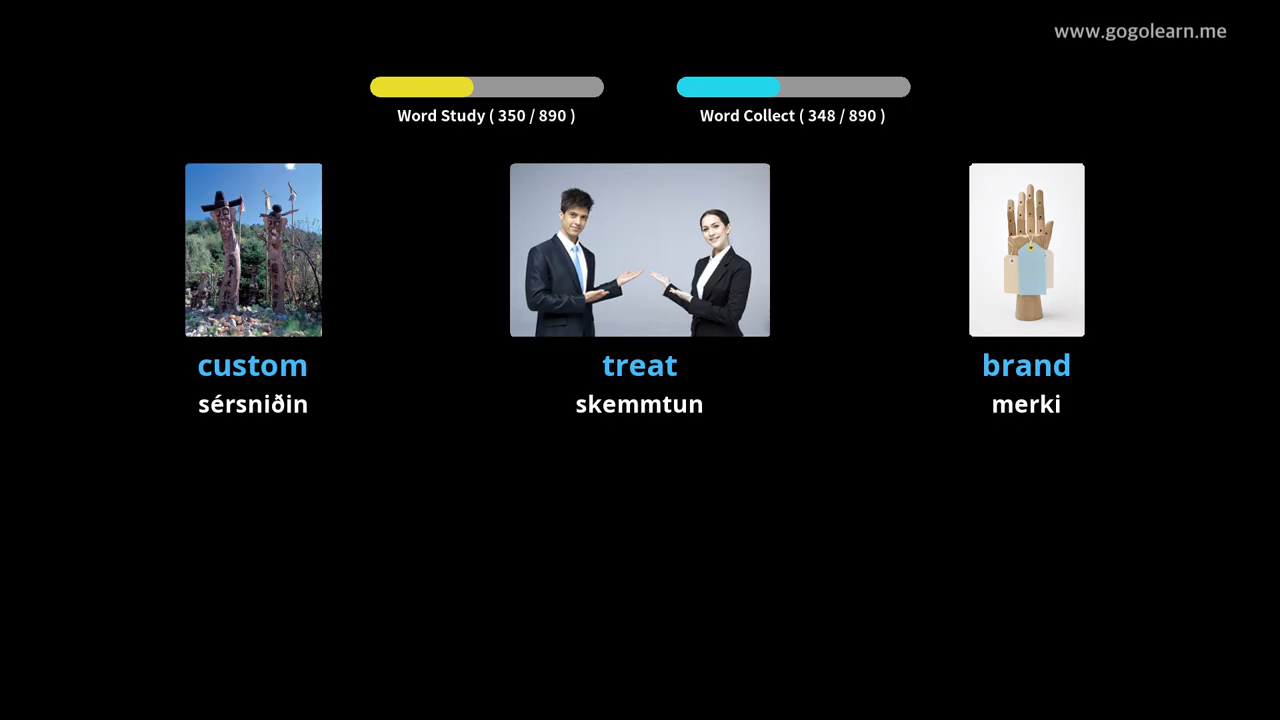 www.gogolearn.me
Word Study ( 350 / 890 )
Word Collect ( 348 / 890 )
custom
sérsniðin
treat
skemmtun
brand
merki